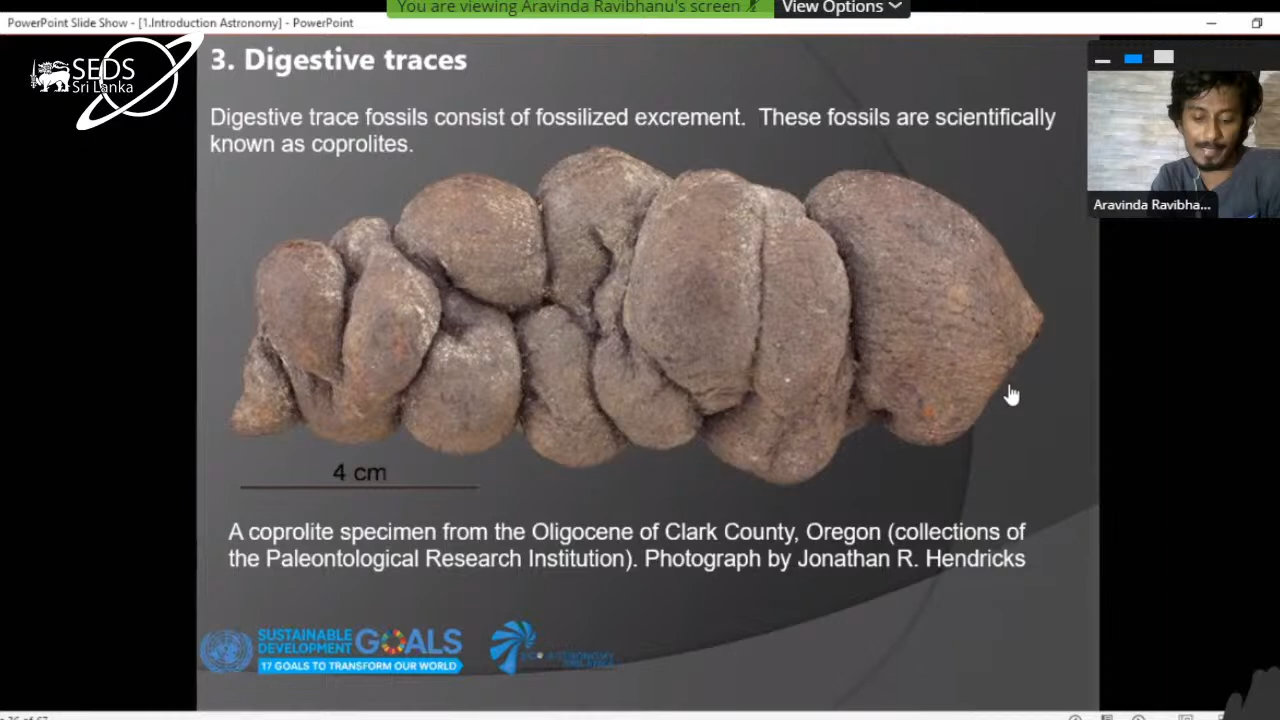 You are viewing Aravinda Ravibhanu's screen
View Options
PowerPoint Slide Show - [1.Introduction Astronomy] - PowerPoint
SEDS
Sri Lanka
3. Digestive traces
Digestive trace fossils consist of fossilized excrement. These fossils are scientifically
known as coprolites.
Aravinda Ravibha...
4 cm
A coprolite specimen from the Oligocene of Clark County, Oregon (collections of
the Paleontological Research Institution). Photograph by Jonathan R. Hendricks
SUSTAINABLE
DEVELOPMENT GOALS
17 GOALS TO TRANSFORM OUR WORLD